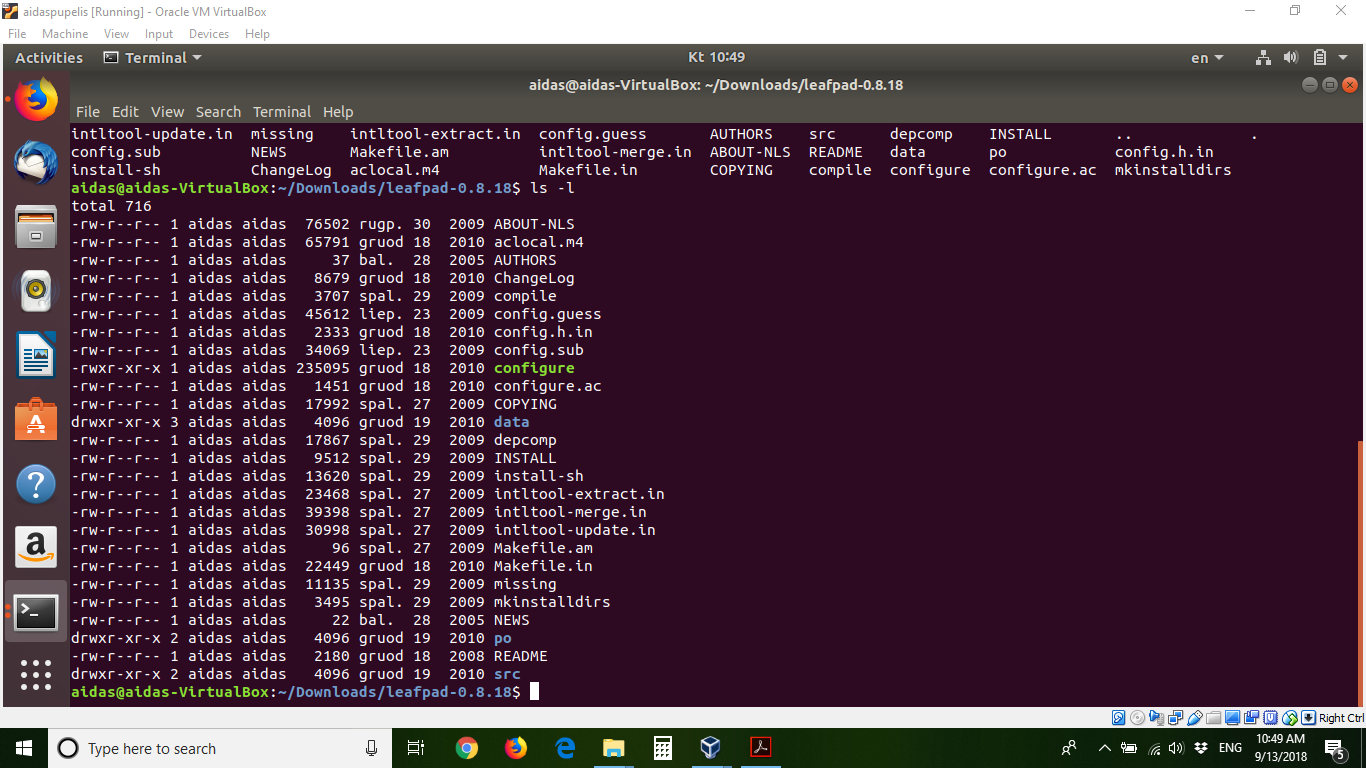 aidaspupelis [Running] - Oracle VM VirtualBox
File Machine View Input Devices Help
Activities Terminal Kt 10:49 en
aidas@aidas-VirtualBox: ~/Downloads/leafpad-0.8.18
File Edit View Search Terminal Help
intltool-update.in missing intltool-extract.in config.guess AUTHORS src depcomp INSTALL .. .
config.sub NEWS Makefile.am intltool-merge.in ABOUT-NLS README data po config.h.in
install-sh ChangeLog aclocal.m4 Makefile.in COPYING compile configure configure.ac mkinstalldirs
aidas@aidas-VirtualBox:~/Downloads/leafpad-0.8.18$ ls -l
total 716
-rw-r--r-- 1 aidas aidas 76502 rugp. 30 2009 ABOUT-NLS
-rw-r--r-- 1 aidas aidas 65791 gruod 18 2010 aclocal.m4
-rw-r--r-- 1 aidas aidas 37 bal. 28 2005 AUTHORS
-rw-r--r-- 1 aidas aidas 8679 gruod 18 2010 ChangeLog
-rw-r--r-- 1 aidas aidas 3707 spal. 29 2009 compile
-rw-r--r-- 1 aidas aidas 45612 liep. 23 2009 config.guess
-rw-r--r-- 1 aidas aidas 2333 gruod 18 2010 config.h.in
-rw-r--r-- 1 aidas aidas 34069 liep. 23 2009 config.sub
-rwxr-xr-x 1 aidas aidas 235095 gruod 18 2010 configure
-rw-r--r-- 1 aidas aidas 1451 gruod 18 2010 configure.ac
-rw-r--r-- 1 aidas aidas 17992 spal. 27 2009 COPYING
drwxr-xr-x 3 aidas aidas 4096 gruod 19 2010 data
-rw-r--r-- 1 aidas aidas 17867 spal. 29 2009 depcomp
-rw-r--r-- 1 aidas aidas 9512 spal. 29 2009 INSTALL
-rw-r--r-- 1 aidas aidas 13620 spal. 29 2009 install-sh
-rw-r--r-- 1 aidas aidas 23468 spal. 27 2009 intltool-extract.in
-rw-r--r-- 1 aidas aidas 39398 spal. 27 2009 intltool-merge.in
-rw-r--r-- 1 aidas aidas 30998 spal. 27 2009 intltool-update.in
-rw-r--r-- 1 aidas aidas 96 spal. 27 2009 Makefile.am
-rw-r--r-- 1 aidas aidas 22449 gruod 18 2010 Makefile.in
-rw-r--r-- 1 aidas aidas 11135 spal. 29 2009 missing
-rw-r--r-- 1 aidas aidas 3495 spal. 29 2009 mkinstalldirs
-rw-r--r-- 1 aidas aidas 22 bal. 28 2005 NEWS
drwxr-xr-x 2 aidas aidas 4096 gruod 19 2010 po
-rw-r--r-- 1 aidas aidas 2180 gruod 18 2008 README
drwxr-xr-x 2 aidas aidas 4096 gruod 19 2010 src
aidas@aidas-VirtualBox:~/Downloads/leafpad-0.8.18$
Right Ctrl
Type here to search
ENG
10:49 AM
9/13/2018
5